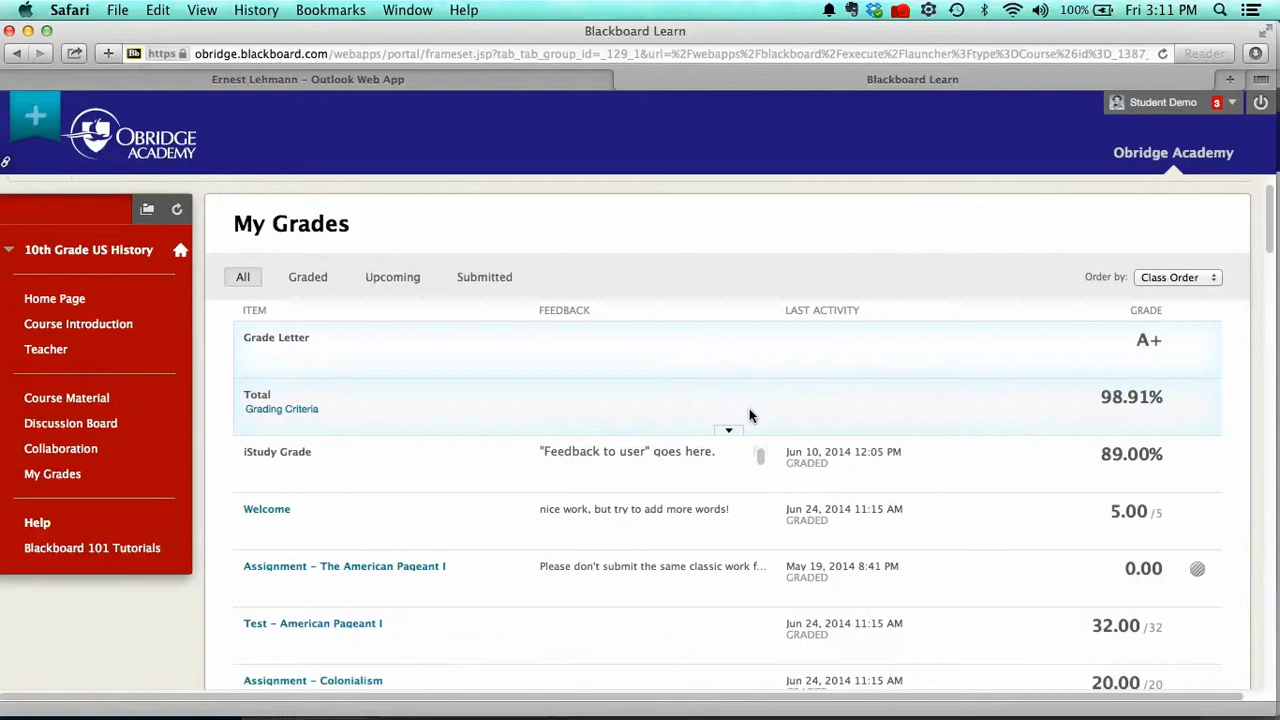 Safari File Edit View History Bookmarks Window Help 100% Fri 3:11 PM
Blackboard Learn
Bb https obridge.blackboard.com/webapps/portal/frameset.jsp?tab_tab_group_id=_129_1&url=%2Fwebapps%2Fblackboard%2Fexecute%2Flauncher%3Ftype%3DCourse%26id%3D_1387_ Reader
Ernest Lehmann – Outlook Web App Blackboard Learn
Student Demo 3
OBRIDGE
ACADEMY
Obridge Academy
10th Grade US History
Home Page
Course Introduction
Teacher
Course Material
Discussion Board
Collaboration
My Grades
Help
Blackboard 101 Tutorials
My Grades
All Graded Upcoming Submitted Order by: Class Order
ITEM FEEDBACK LAST ACTIVITY GRADE
Grade Letter A+
Total 98.91%
Grading Criteria
iStudy Grade "Feedback to user" goes here. Jun 10, 2014 12:05 PM 89.00%
GRADED
Welcome nice work, but try to add more words! Jun 24, 2014 11:15 AM 5.00 /5
GRADED
Assignment – The American Pageant I Please don't submit the same classic work f... May 19, 2014 8:41 PM 0.00
GRADED
Test – American Pageant I Jun 24, 2014 11:15 AM 32.00 /32
GRADED
Assignment – Colonialism Jun 24, 2014 11:15 AM 20.00 /20